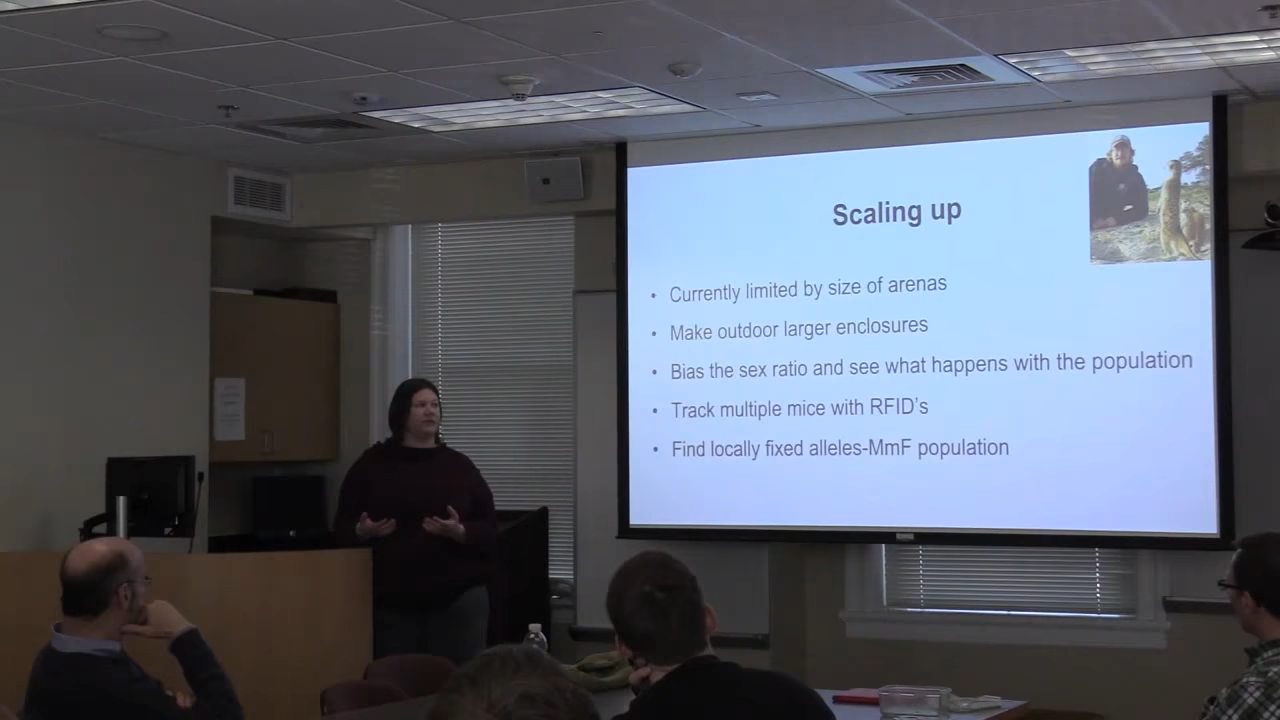 Scaling up
• Currently limited by size of arenas
• Make outdoor larger enclosures
• Bias the sex ratio and see what happens with the population
• Track multiple mice with RFID's
• Find locally fixed alleles-MmF population